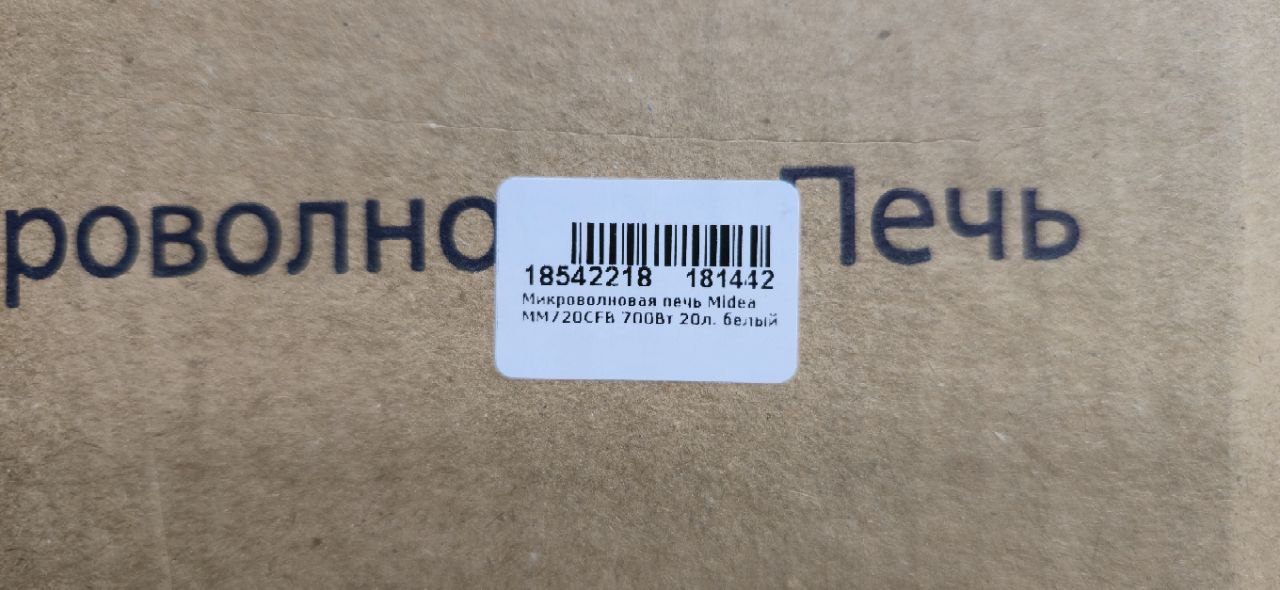 роволно Печь
18542218 181442
Микроволновая печь Midea
MM720CFB 700Вт 20л. белый